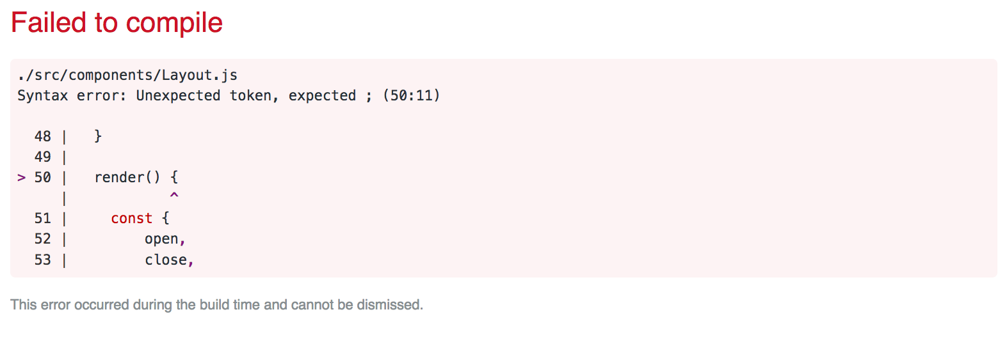 Failed to compile
./src/components/Layout.js
Syntax error: Unexpected token, expected ; (50:11)
  48 |   }
  49 |
> 50 |   render() {
     |            ^
  51 |     const {
  52 |         open,
  53 |         close,
This error occurred during the build time and cannot be dismissed.